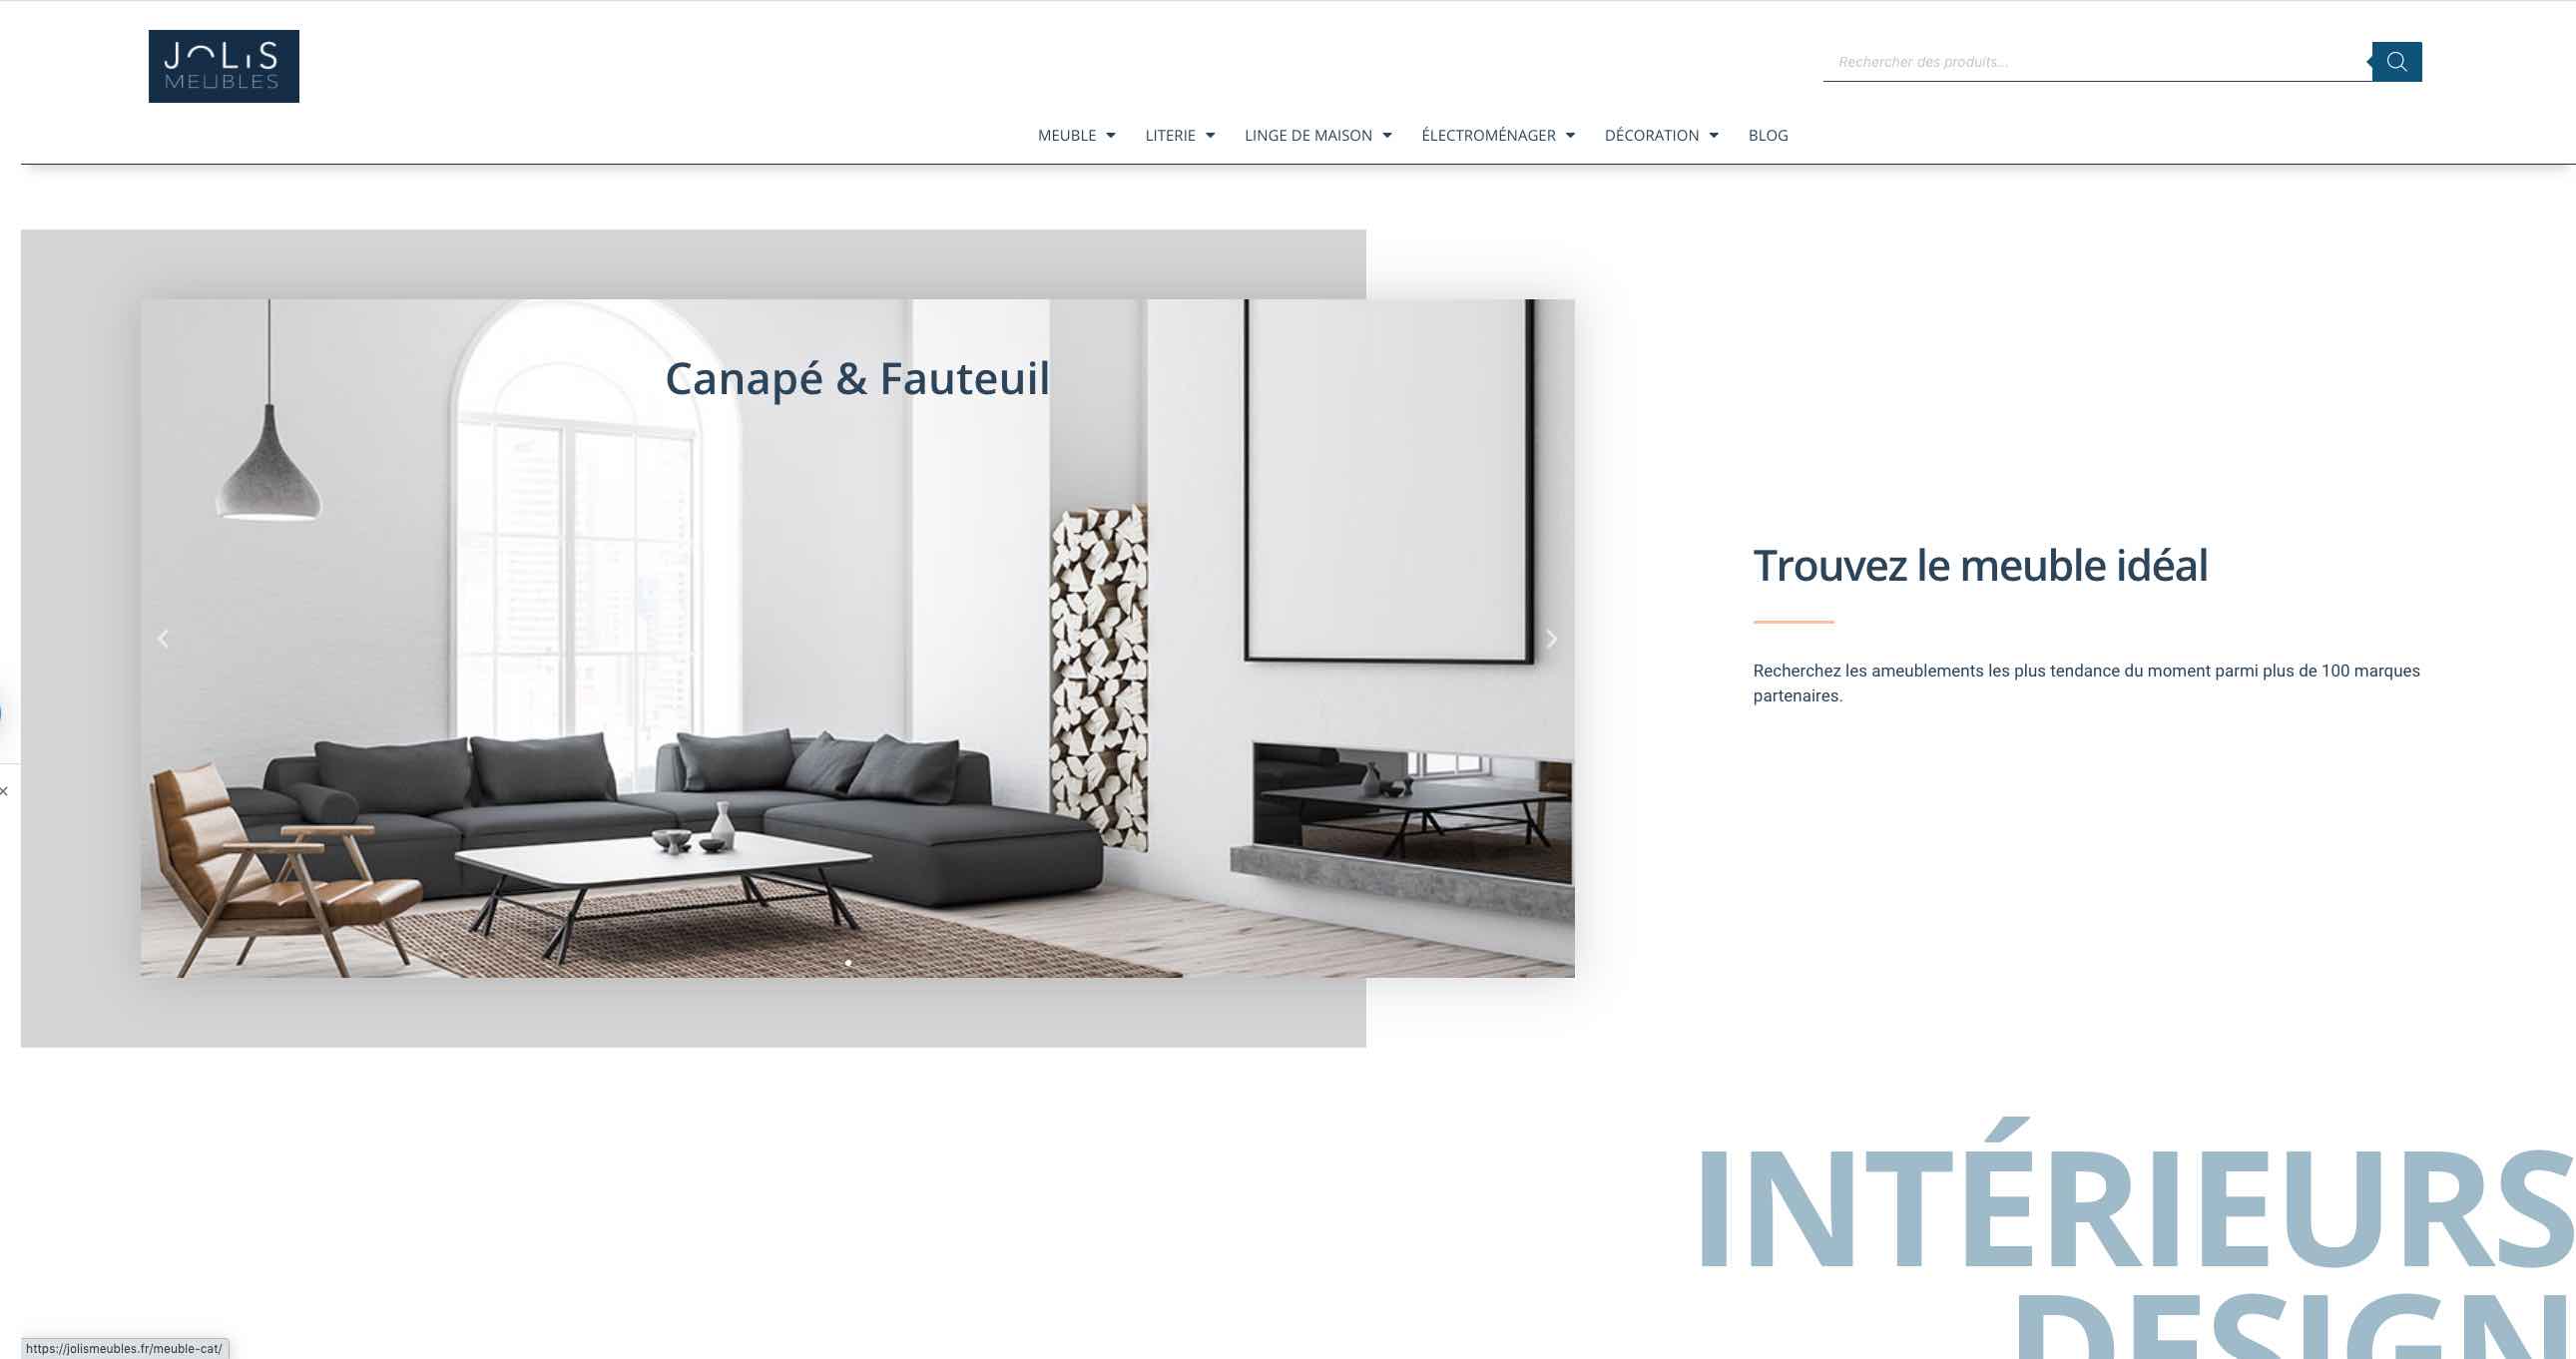 JOLIS
MEUBLES
Rechercher des produits...
MEUBLE
LITERIE
LINGE DE MAISON
ÉLECTROMÉNAGER
DÉCORATION
BLOG
Canapé & Fauteuil
Trouvez le meuble idéal
Recherchez les ameublements les plus tendance du moment parmi plus de 100 marques
partenaires.
INTÉRIEURS
DESIGN
https://jolismeubles.fr/meuble-cat/